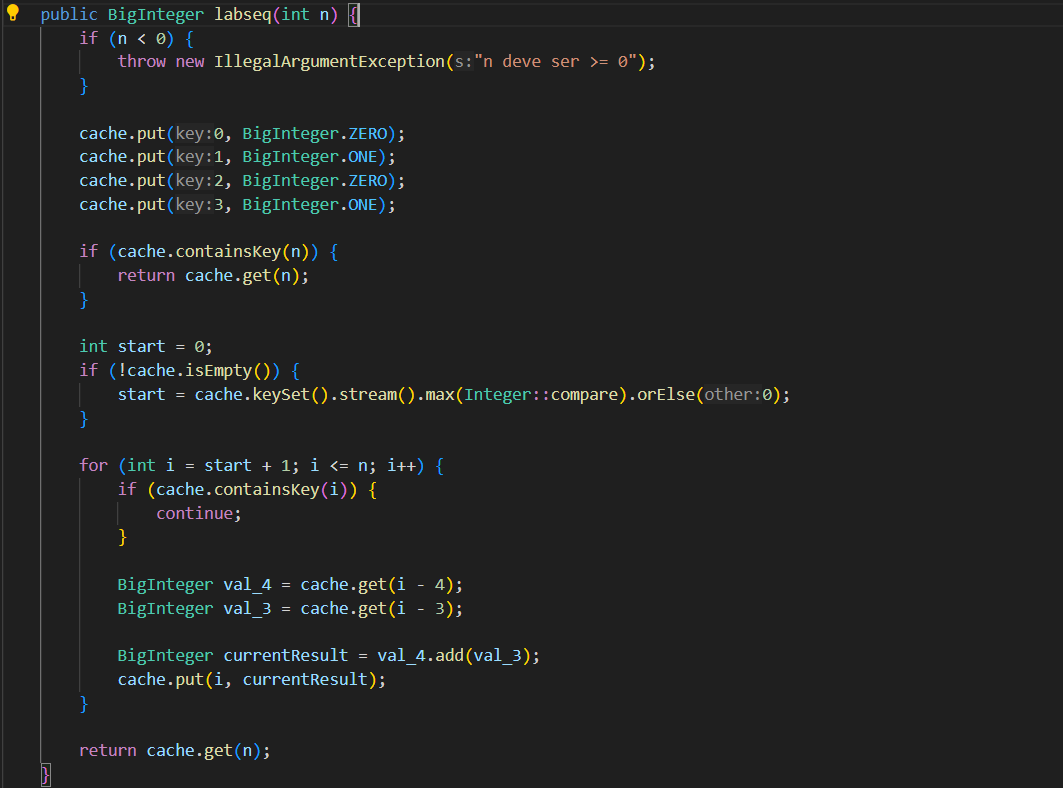 public BigInteger labseq(int n) {
if (n < 0) {
throw new IllegalArgumentException(s:"n deve ser >= 0");
}
cache.put(key:0, BigInteger.ZERO);
cache.put(key:1, BigInteger.ONE);
cache.put(key:2, BigInteger.ZERO);
cache.put(key:3, BigInteger.ONE);
if (cache.containsKey(n)) {
return cache.get(n);
}
int start = 0;
if (!cache.isEmpty()) {
start = cache.keySet().stream().max(Integer::compare).orElse(other:0);
}
for (int i = start + 1; i <= n; i++) {
if (cache.containsKey(i)) {
continue;
}
BigInteger val_4 = cache.get(i - 4);
BigInteger val_3 = cache.get(i - 3);
BigInteger currentResult = val_4.add(val_3);
cache.put(i, currentResult);
}
return cache.get(n);
}